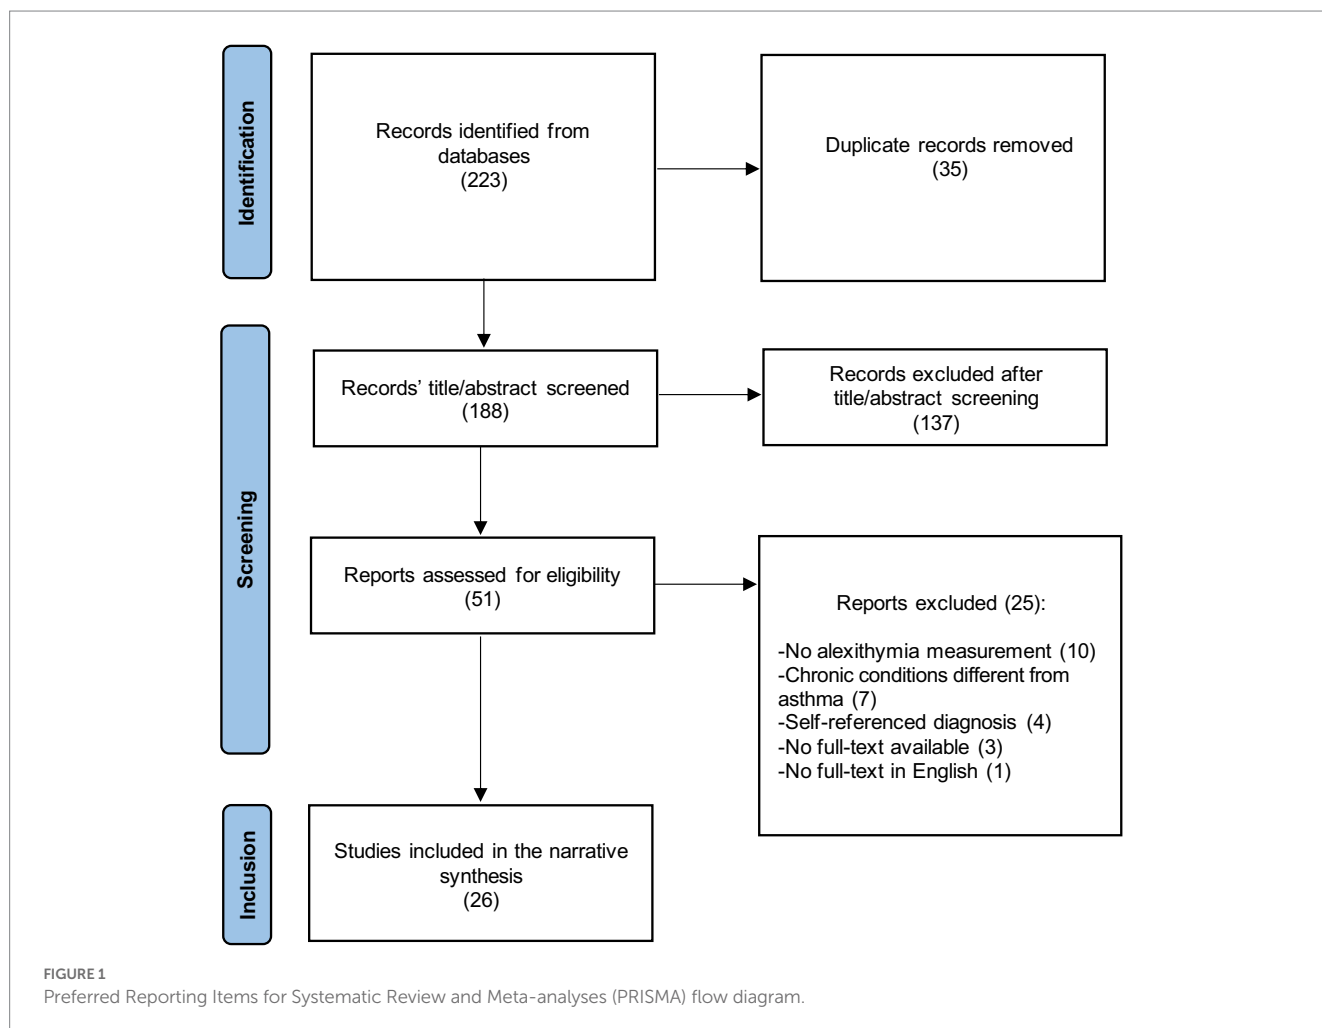 Identification
Records identified from
databases
(223)
Duplicate records removed
(35)
Screening
Records’ title/abstract screened
(188)
Records excluded after
title/abstract screening
(137)
Reports assessed for eligibility
(51)
Reports excluded (25):
-No alexithymia measurement (10)
-Chronic conditions different from
asthma (7)
-Self-referenced diagnosis (4)
-No full-text available (3)
-No full-text in English (1)
Inclusion
Studies included in the narrative
synthesis
(26)
FIGURE 1
Preferred Reporting Items for Systematic Review and Meta-analyses (PRISMA) flow diagram.